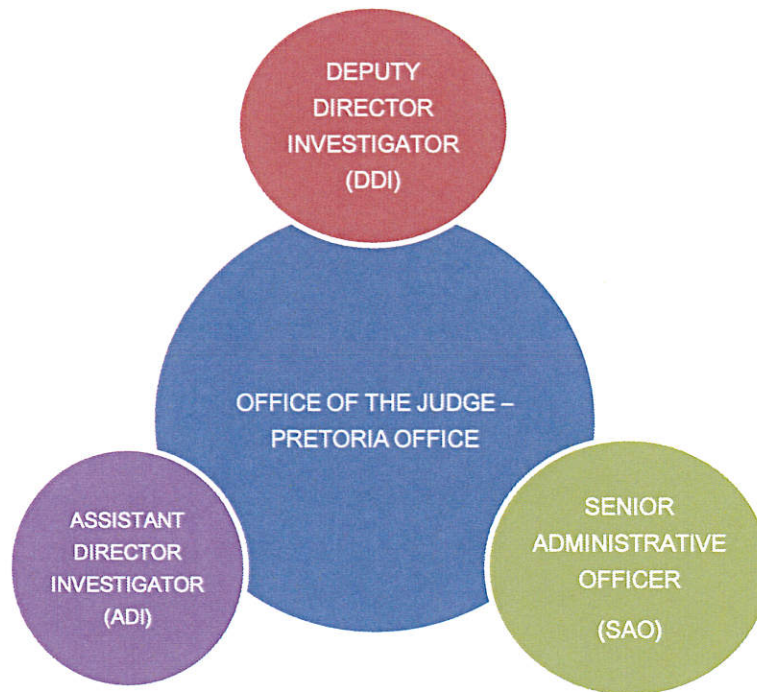 DEPUTY
DIRECTOR
INVESTIGATOR
(DDI)
OFFICE OF THE JUDGE –
PRETORIA OFFICE
ASSISTANT
DIRECTOR
INVESTIGATOR
(ADI)
SENIOR
ADMINISTRATIVE
OFFICER
(SAO)